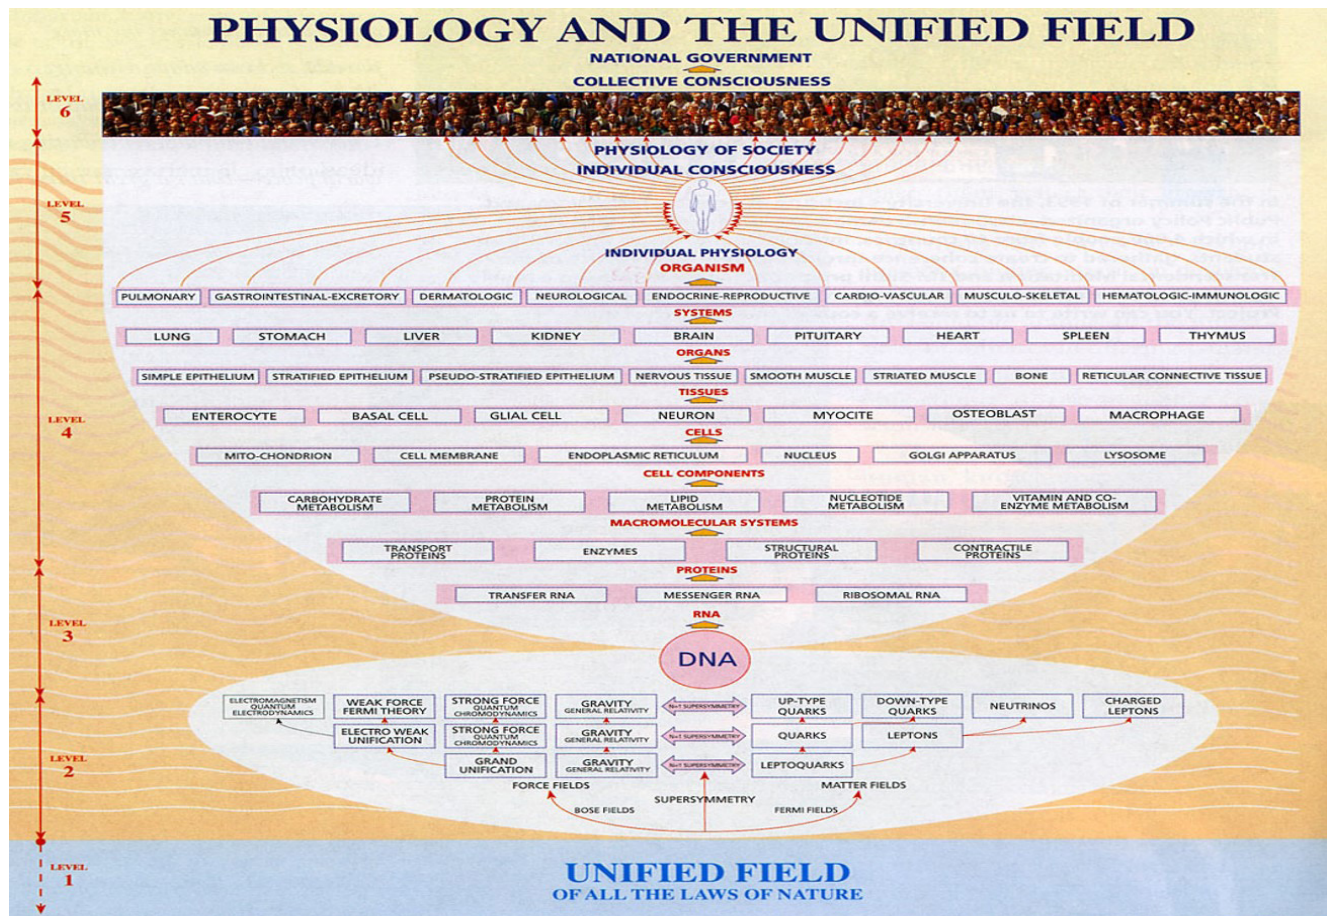 PHYSIOLOGY AND THE UNIFIED FIELD
NATIONAL GOVERNMENT
COLLECTIVE CONSCIOUSNESS
LEVEL
6
PHYSIOLOGY OF SOCIETY
INDIVIDUAL CONSCIOUSNESS
LEVEL
5
INDIVIDUAL PHYSIOLOGY
ORGANISM
PULMONARY GASTROINTESTINAL-EXCRETORY DERMATOLOGIC NEUROLOGICAL ENDOCRINE-REPRODUCTIVE CARDIO-VASCULAR MUSCULO-SKELETAL HEMATOLOGIC-IMMUNOLOGIC
SYSTEMS
LUNG STOMACH LIVER KIDNEY BRAIN PITUITARY HEART SPLEEN THYMUS
ORGANS
SIMPLE EPITHELIUM STRATIFIED EPITHELIUM PSEUDO-STRATIFIED EPITHELIUM NERVOUS TISSUE SMOOTH MUSCLE STRIATED MUSCLE BONE RETICULAR CONNECTIVE TISSUE
TISSUES
ENTEROCYTE BASAL CELL GLIAL CELL NEURON MYOCITE OSTEOBLAST MACROPHAGE
LEVEL
4
CELLS
MITO-CHONDRION CELL MEMBRANE ENDOPLASMIC RETICULUM NUCLEUS GOLGI APPARATUS LYSOSOME
CELL COMPONENTS
CARBOHYDRATE METABOLISM PROTEIN METABOLISM LIPID METABOLISM NUCLEOTIDE METABOLISM VITAMIN AND CO-ENZYME METABOLISM
MACROMOLECULAR SYSTEMS
TRANSPORT PROTEINS ENZYMES STRUCTURAL PROTEINS CONTRACTILE PROTEINS
PROTEINS
TRANSFER RNA MESSENGER RNA RIBOSOMAL RNA
RNA
LEVEL
3
DNA
ELECTROMAGNETISM QUANTUM ELECTRODYNAMICS WEAK FORCE FERMI THEORY STRONG FORCE QUANTUM CHROMODYNAMICS GRAVITY GENERAL RELATIVITY N=1 SUPERSYMMETRY UP-TYPE QUARKS DOWN-TYPE QUARKS NEUTRINOS CHARGED LEPTONS
ELECTRO WEAK UNIFICATION STRONG FORCE QUANTUM CHROMODYNAMICS GRAVITY GENERAL RELATIVITY N=1 SUPERSYMMETRY QUARKS LEPTONS
LEVEL
2
GRAND UNIFICATION GRAVITY GENERAL RELATIVITY N=1 SUPERSYMMETRY LEPTOQUARKS
FORCE FIELDS MATTER FIELDS
SUPERSYMMETRY
BOSE FIELDS FERMI FIELDS
LEVEL
1
UNIFIED FIELD
OF ALL THE LAWS OF NATURE